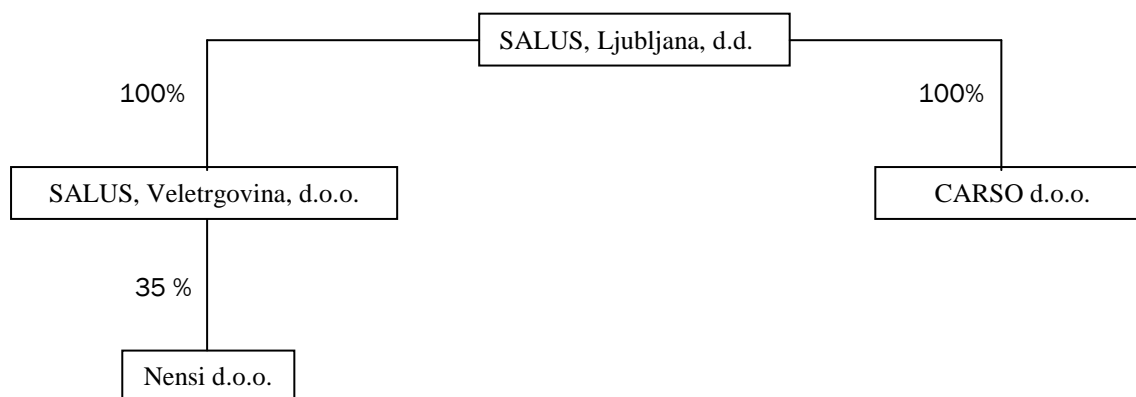 SALUS, Ljubljana, d.d.
100%
100%
SALUS, Veletrgovina, d.o.o.
CARSO d.o.o.
35 %
Nensi d.o.o.